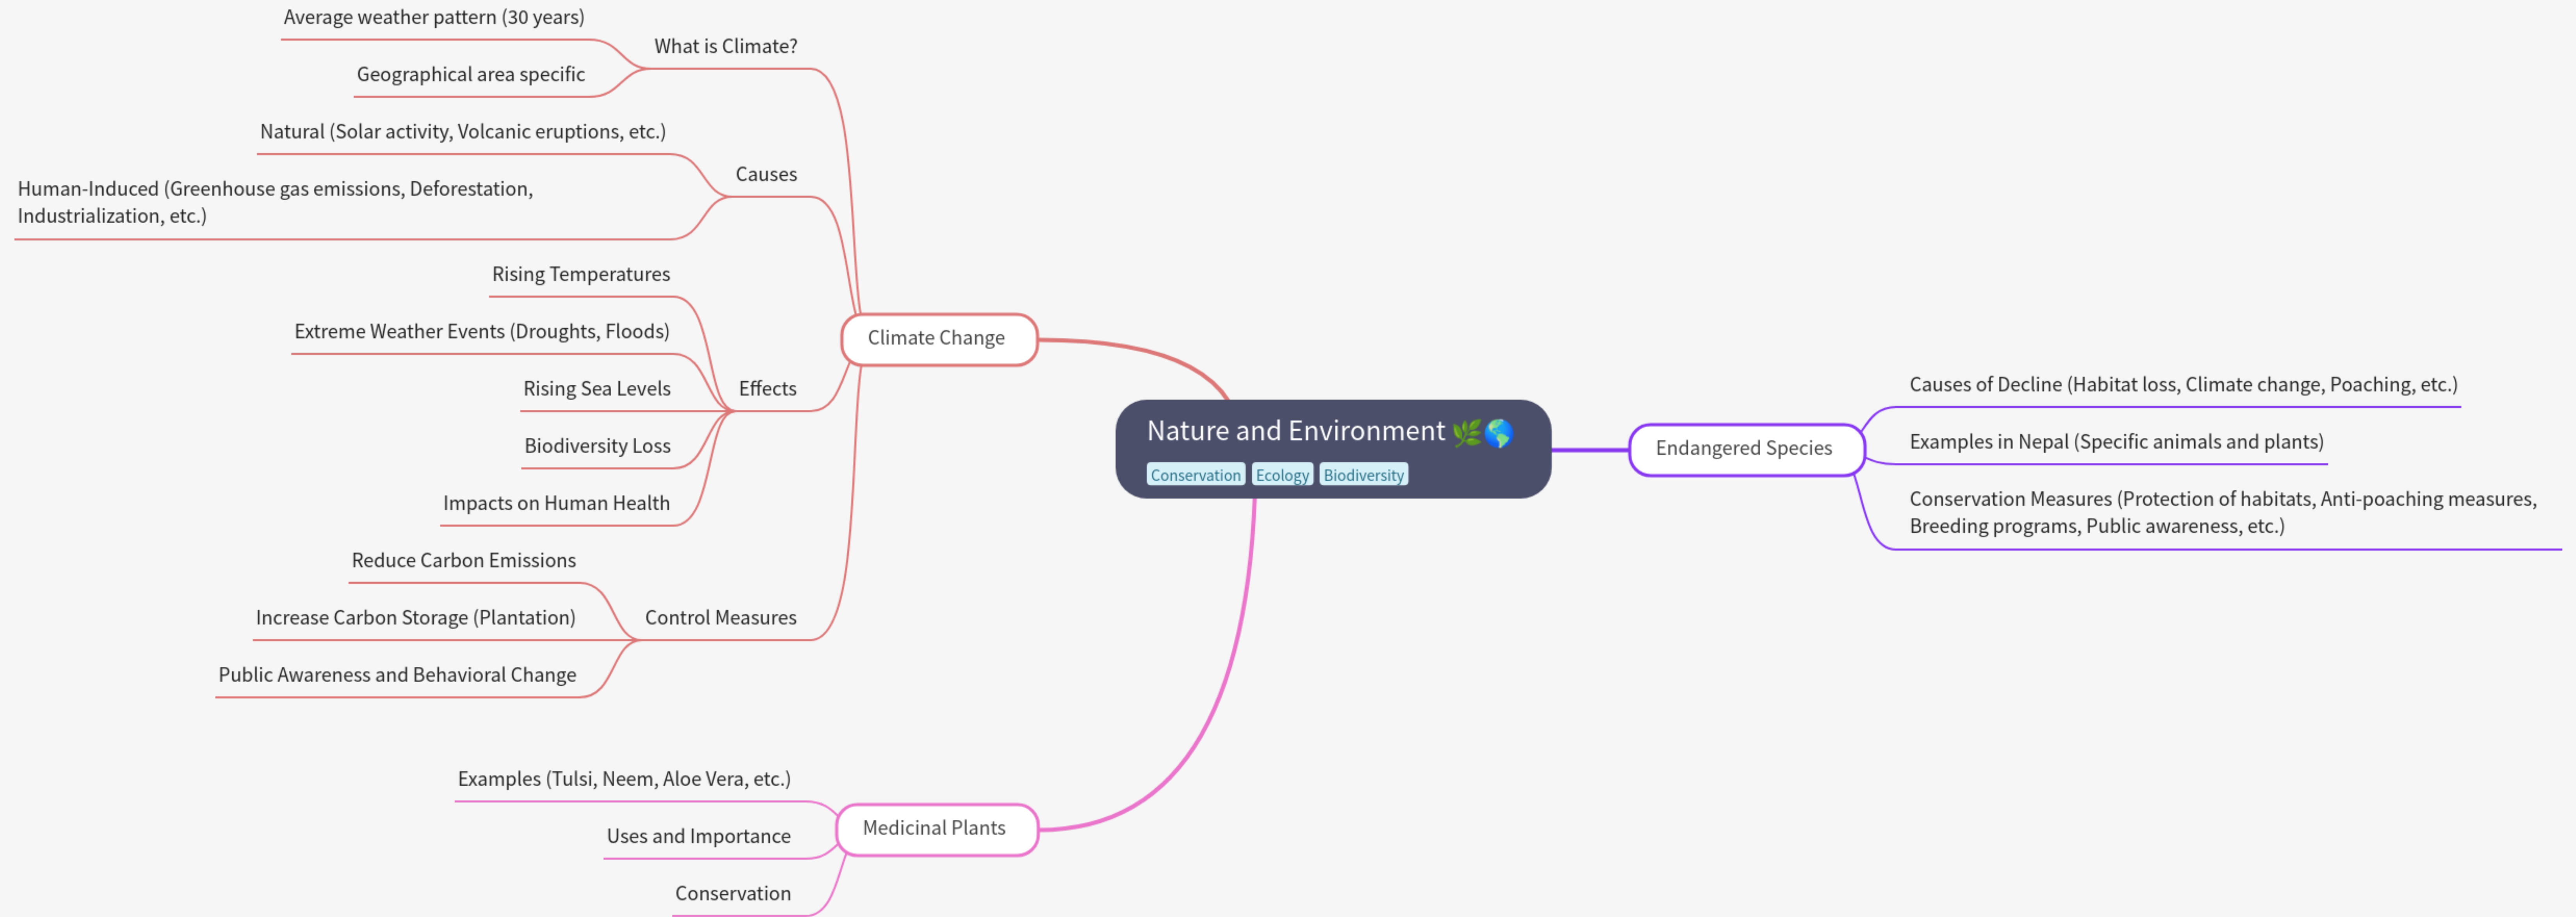 Nature and Environment 🌿🌎
Conservation Ecology Biodiversity
Climate Change
What is Climate?
Average weather pattern (30 years)
Geographical area specific
Causes
Natural (Solar activity, Volcanic eruptions, etc.)
Human-Induced (Greenhouse gas emissions, Deforestation,
Industrialization, etc.)
Effects
Rising Temperatures
Extreme Weather Events (Droughts, Floods)
Rising Sea Levels
Biodiversity Loss
Impacts on Human Health
Control Measures
Reduce Carbon Emissions
Increase Carbon Storage (Plantation)
Public Awareness and Behavioral Change
Medicinal Plants
Examples (Tulsi, Neem, Aloe Vera, etc.)
Uses and Importance
Conservation
Endangered Species
Causes of Decline (Habitat loss, Climate change, Poaching, etc.)
Examples in Nepal (Specific animals and plants)
Conservation Measures (Protection of habitats, Anti-poaching measures,
Breeding programs, Public awareness, etc.)